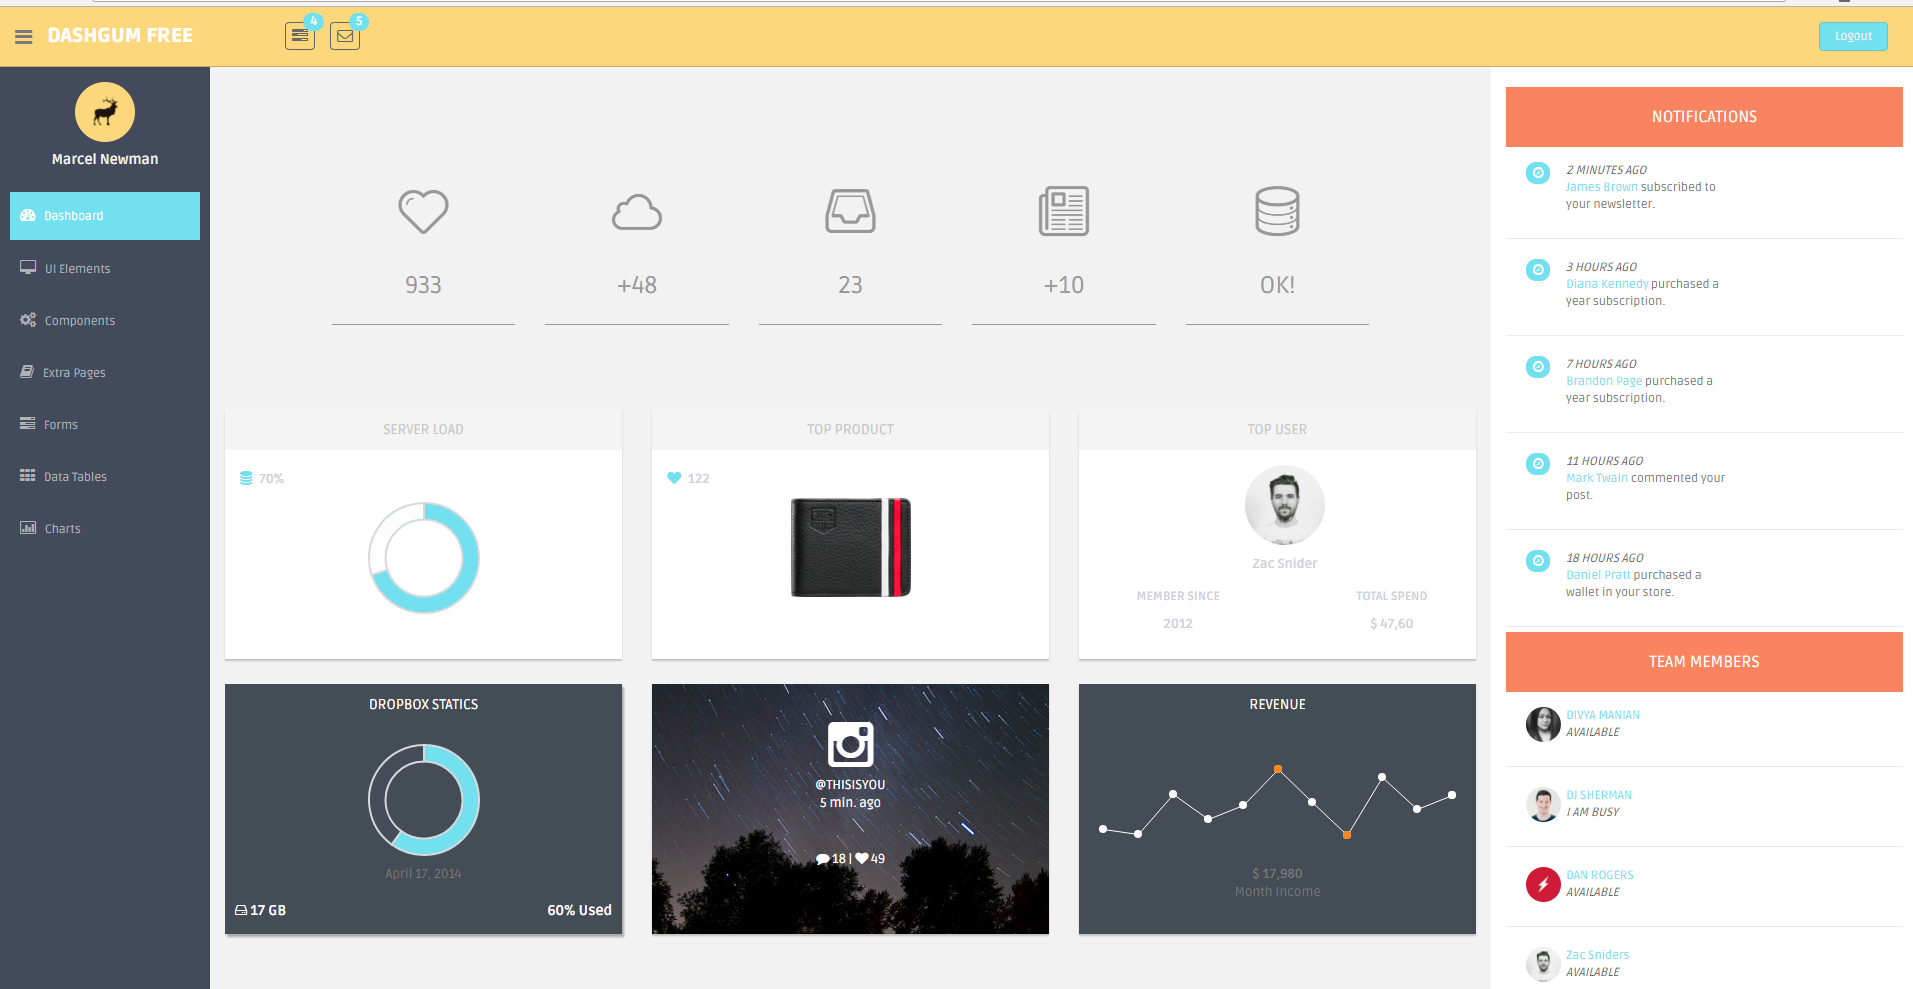 DASHGUM FREE
4
5
Logout
Marcel Newman
Dashboard
UI Elements
Components
Extra Pages
Forms
Data Tables
Charts
933
+48
23
+10
OK!
SERVER LOAD
70%
TOP PRODUCT
122
TOP USER
Zac Snider
MEMBER SINCE
TOTAL SPEND
2012
$ 47,60
DROPBOX STATICS
April 17, 2014
17 GB
60% Used
@THISISYOU
5 min. ago
18 | 49
REVENUE
$ 17,980
Month Income
NOTIFICATIONS
2 MINUTES AGO
James Brown subscribed to
your newsletter.
3 HOURS AGO
Diana Kennedy purchased a
year subscription.
7 HOURS AGO
Brandon Page purchased a
year subscription.
11 HOURS AGO
Mark Twain commented your
post.
18 HOURS AGO
Daniel Pratt purchased a
wallet in your store.
TEAM MEMBERS
DIVYA MANIAN
AVAILABLE
DJ SHERMAN
I AM BUSY
DAN ROGERS
AVAILABLE
Zac Sniders
AVAILABLE